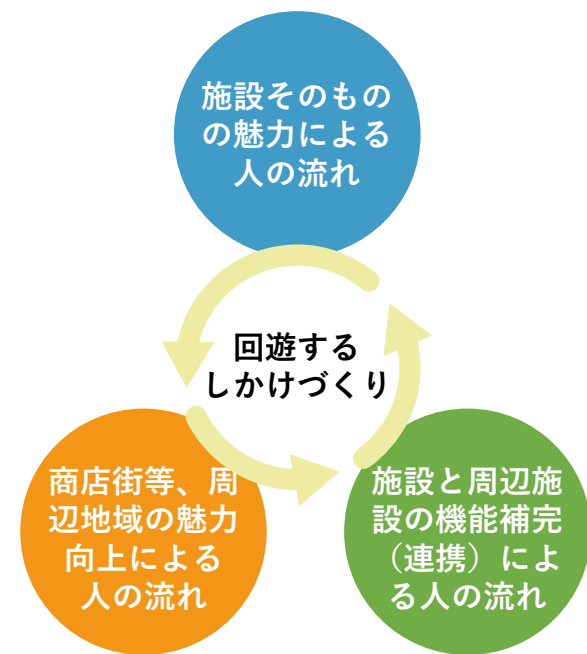 施設そのもの
の魅力による
人の流れ
回遊する
しかけづくり
商店街等、周
辺地域の魅力
向上による
人の流れ
施設と周辺施
設の機能補完
（連携）によ
る人の流れ